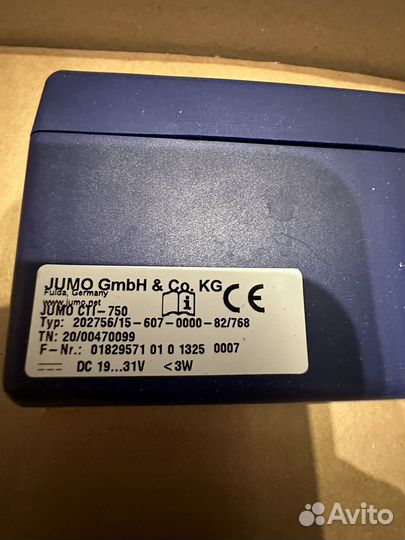 JUMO GmbH & Co. KG
Fulda, Germany
www.jumo.net
JUMO CTI-750
Typ: 202756/15-607-0000-82/768
TN: 20/00470099
F-Nr.: 01829571 01 0 1325 0007
DC 19...31V <3W
CE
i
Avito